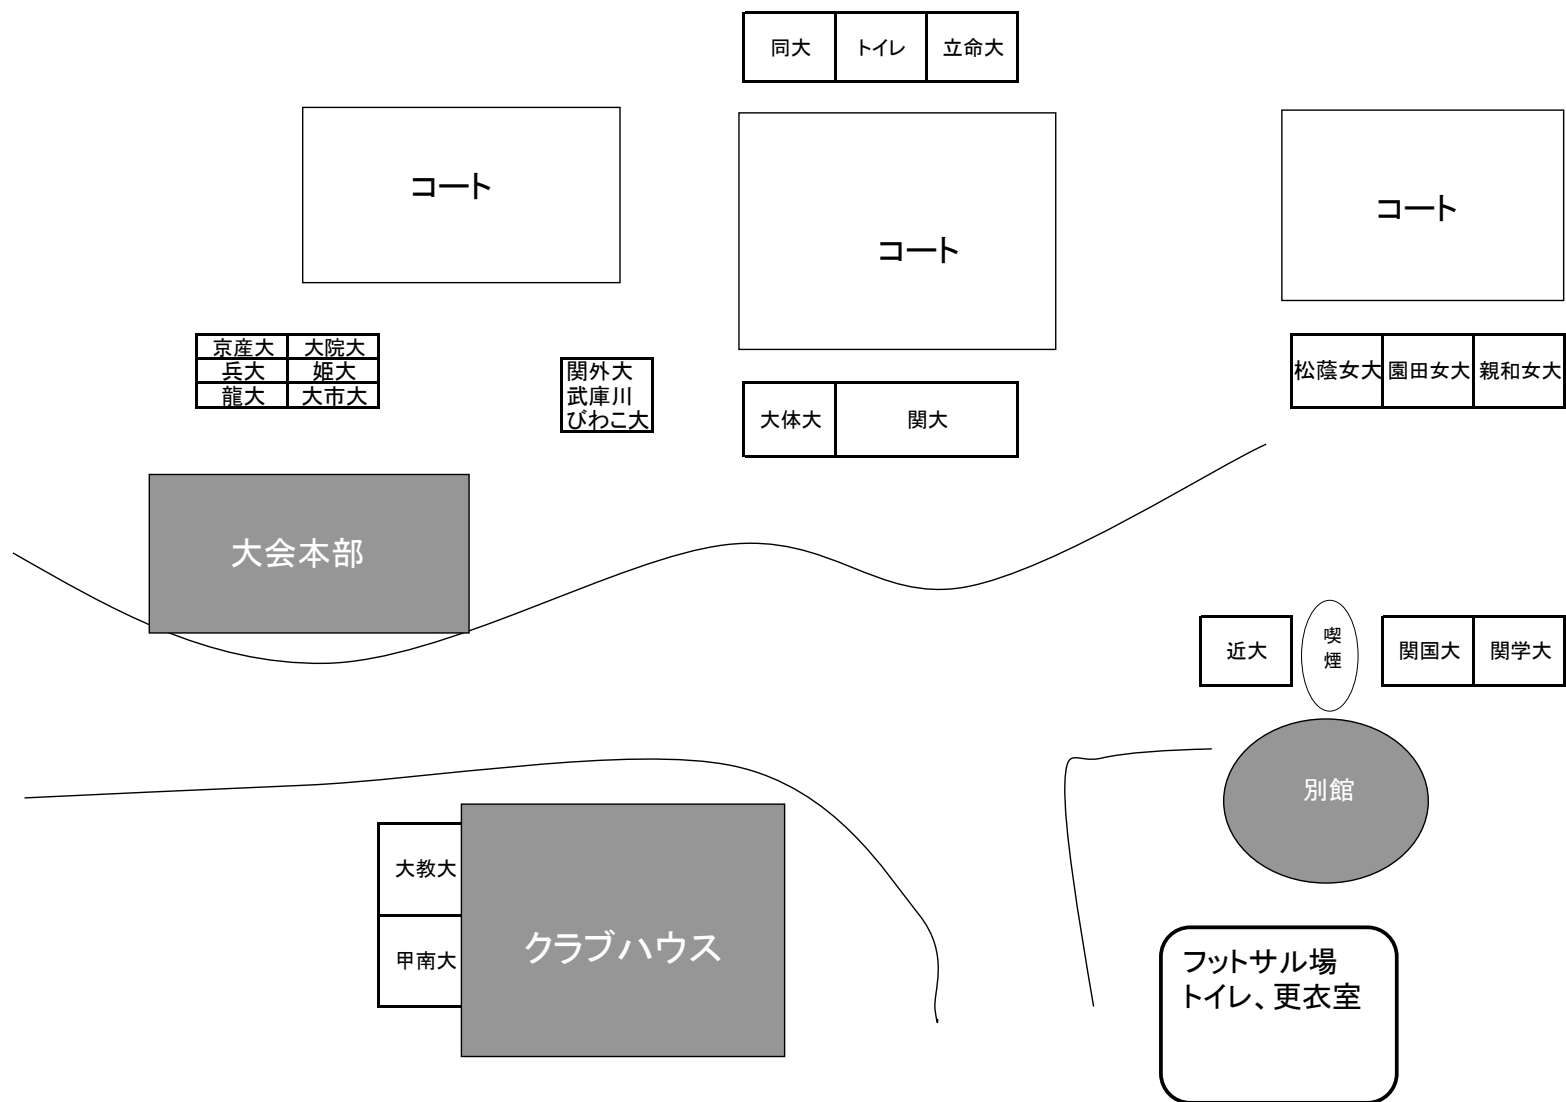 同大 トイレ 立命大
コート
コート
コート
京産大 大院大
兵大 姫大
龍大 大市大
関外大
武庫川
びわこ大
大体大 関大
松蔭女大 園田女大 親和女大
大会本部
近大
喫
煙
関国大 関学大
別館
大教大
甲南大
クラブハウス
フットサル場
トイレ、更衣室